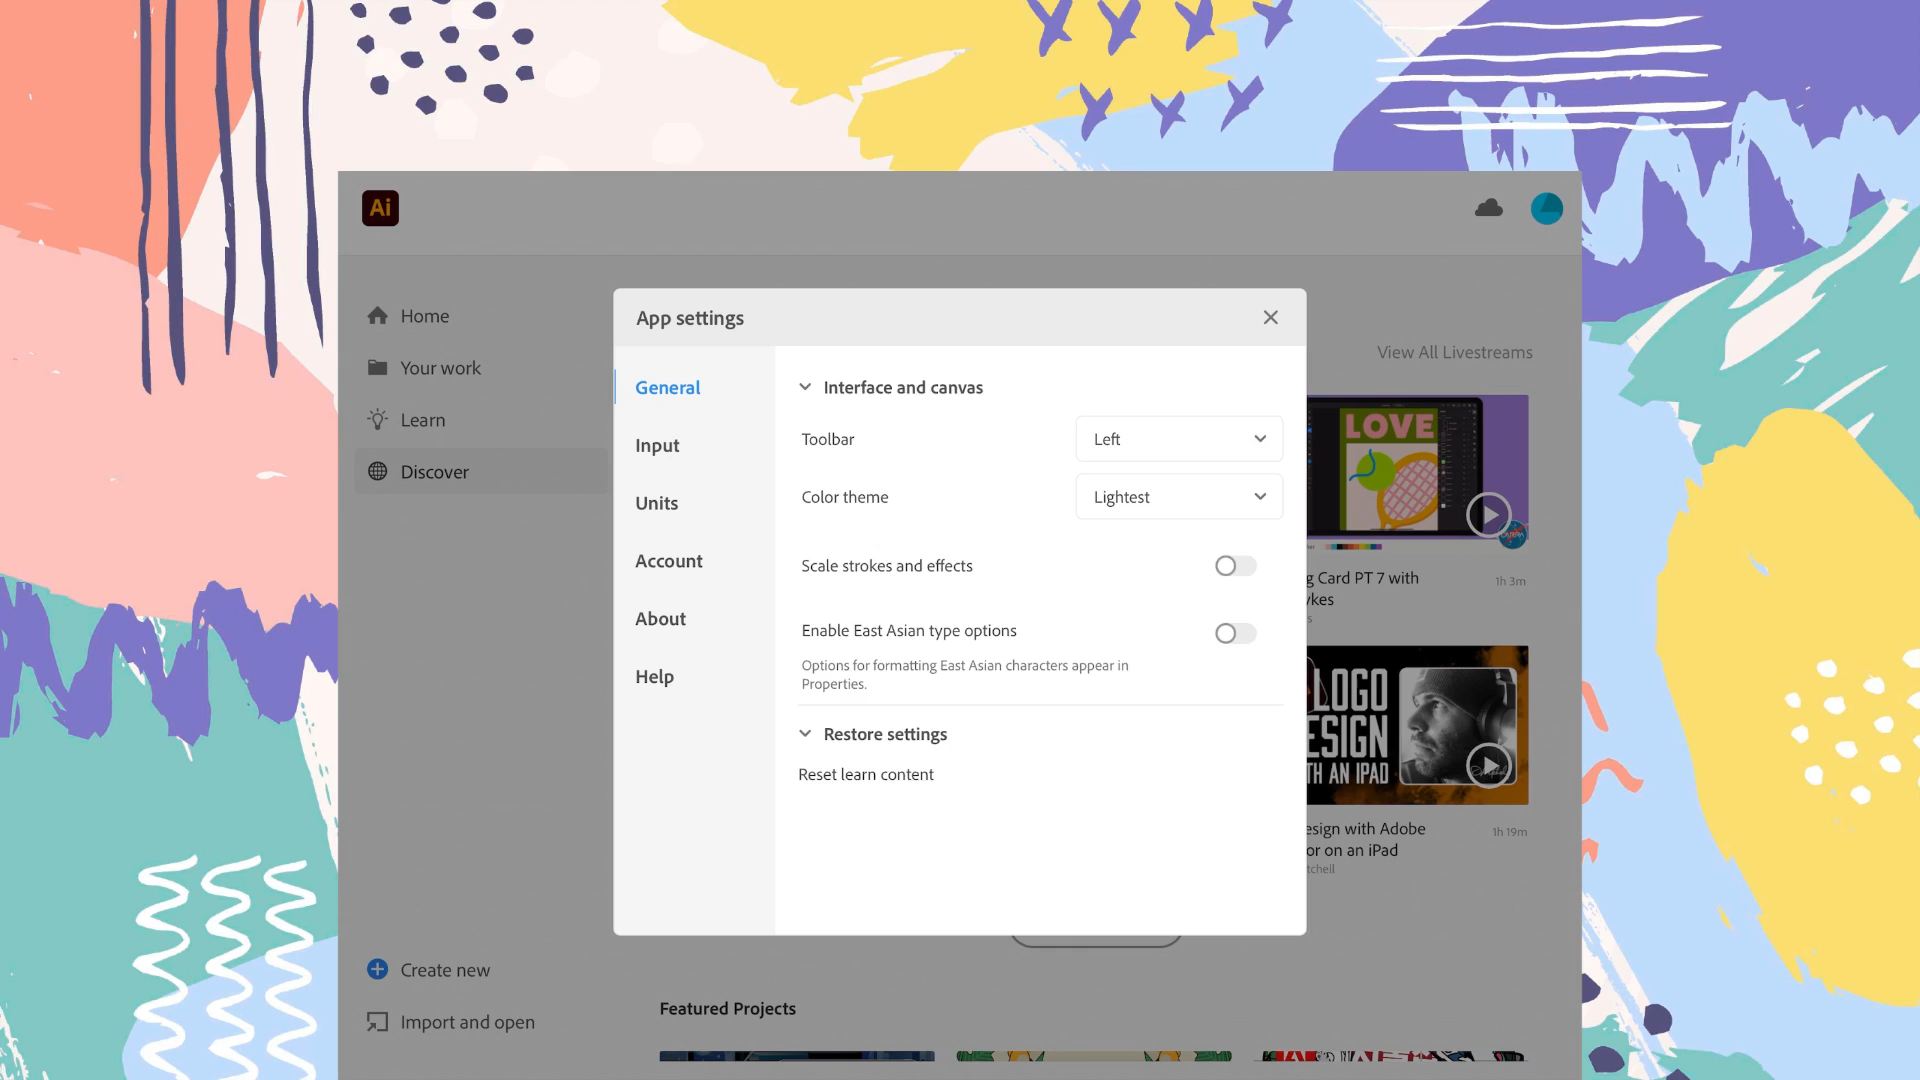 Ai
Home
Your work
Learn
Discover
Create new
Import and open
App settings
General
Input
Units
Account
About
Help
Interface and canvas
Toolbar
Left
Color theme
Lightest
Scale strokes and effects
Enable East Asian type options
Options for formatting East Asian characters appear in
Properties.
Restore settings
Reset learn content
View All Livestreams
LOVE
Card PT 7 with
1h 3m
LOGO
ESIGN
TH AN IPAD
esign with Adobe
1h 19m
or on an iPad
tchell
Featured Projects